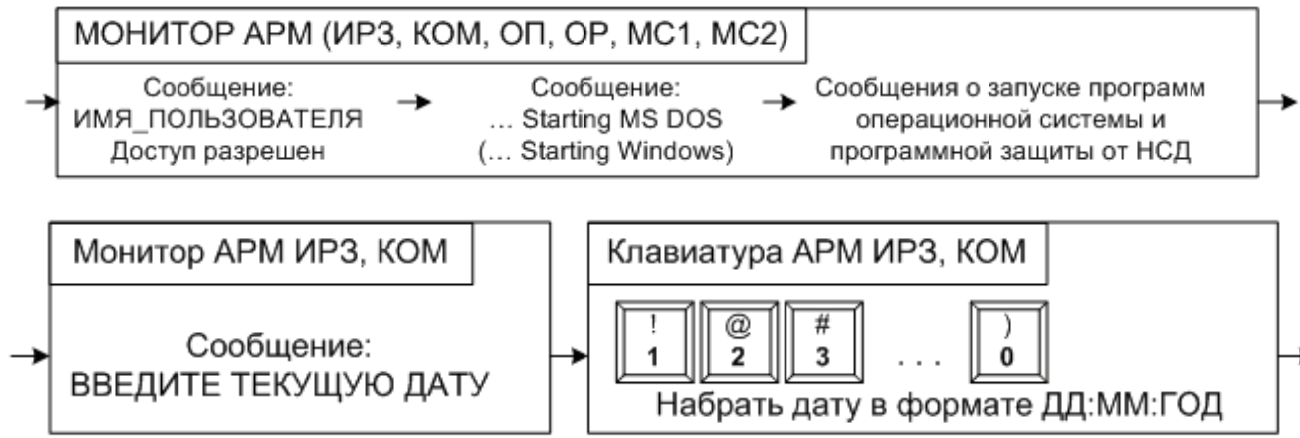 МОНИТОР АРМ (ИРЗ, КОМ, ОП, ОР, МС1, МС2)
Сообщение:
ИМЯ_ПОЛЬЗОВАТЕЛЯ
Доступ разрешен
Сообщение:
... Starting MS DOS
(... Starting Windows)
Сообщения о запуске программ
операционной системы и
программной защиты от НСД
Монитор АРМ ИРЗ, КОМ
Сообщение:
ВВЕДИТЕ ТЕКУЩУЮ ДАТУ
Клавиатура АРМ ИРЗ, КОМ
! @ # )
1 2 3 . . . 0
Набрать дату в формате ДД:ММ:ГОД